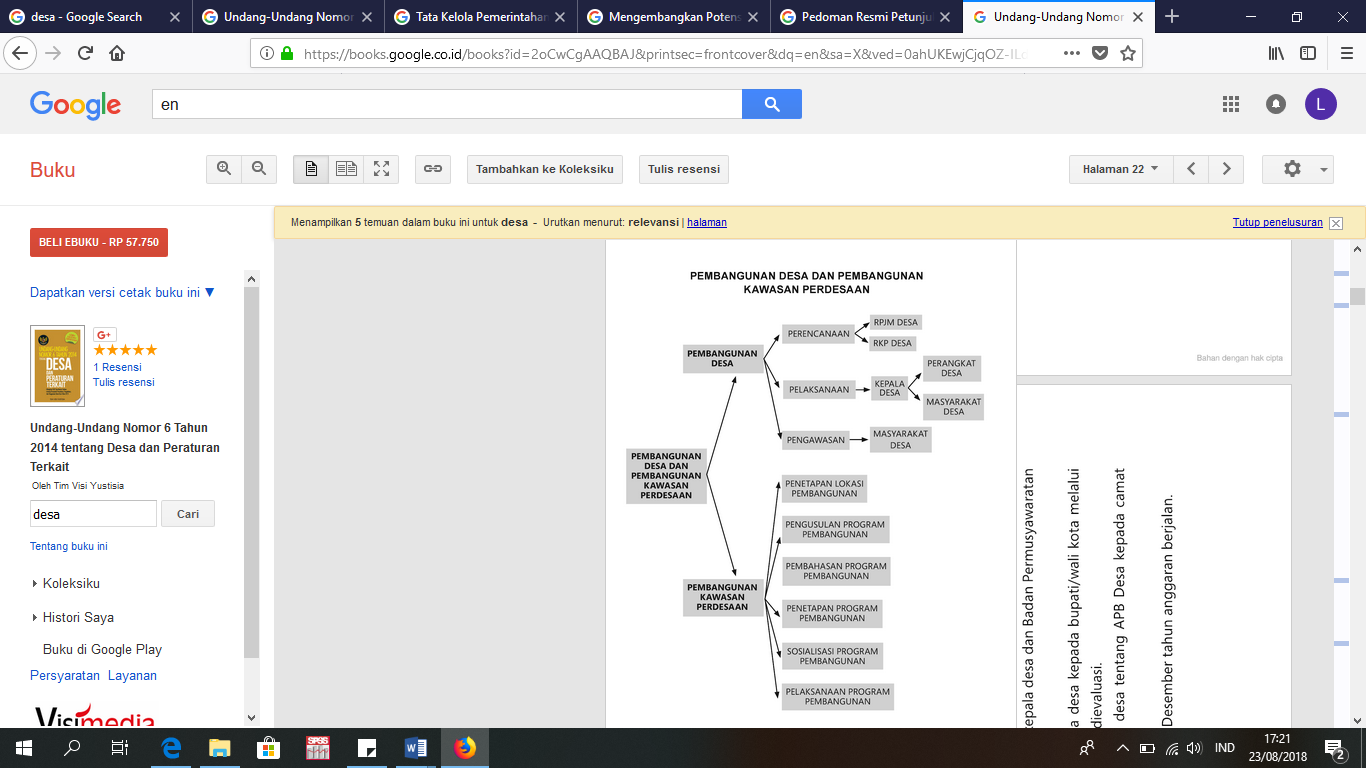 desa - Google Search
Undang-Undang Nomor
Tata Kelola Pemerintahan
Mengembangkan Potens
Pedoman Resmi Petunju
Undang-Undang Nomor
https://books.google.co.id/books?id=2oCwCgAAQBAJ&printsec=frontcover&dq=en&sa=X&ved=0ahUKEwjCjqOZ-ILc
Google
en
L
Buku
Tambahkan ke Koleksiku
Tulis resensi
Halaman 22
Menampilkan 5 temuan dalam buku ini untuk desa - Urutkan menurut: relevansi | halaman
Tutup penelusuran
BELI EBUKU - RP 57.750
Dapatkan versi cetak buku ini ▼
G+
1 Resensi
Tulis resensi
DESA
PERATURAN
TERKAIT
Undang-Undang Nomor 6 Tahun
2014 tentang Desa dan Peraturan
Terkait
Oleh Tim Visi Yustisia
desa
Cari
Tentang buku ini
Koleksiku
Histori Saya
Buku di Google Play
Persyaratan Layanan
Visimedia
PEMBANGUNAN DESA DAN PEMBANGUNAN
KAWASAN PERDESAAN
PERENCANAAN
RPJM DESA
RKP DESA
PEMBANGUNAN
DESA
PERANGKAT
DESA
PELAKSANAAN
KEPALA
DESA
MASYARAKAT
DESA
PENGAWASAN
MASYARAKAT
DESA
PEMBANGUNAN
DESA DAN
PEMBANGUNAN
KAWASAN
PERDESAAN
PENETAPAN LOKASI
PEMBANGUNAN
PENGUSULAN PROGRAM
PEMBANGUNAN
PEMBAHASAN PROGRAM
PEMBANGUNAN
PEMBANGUNAN
KAWASAN
PERDESAAN
PENETAPAN PROGRAM
PEMBANGUNAN
SOSIALISASI PROGRAM
PEMBANGUNAN
PELAKSANAAN PROGRAM
PEMBANGUNAN
Bahan dengan hak cipta
epala desa dan Badan Permusyawaratan
a desa kepada bupati/wali kota melalui
dievaluasi.
desa tentang APB Desa kepada camat
Desember tahun anggaran berjalan.
SPSS
IND
17:21
23/08/2018
2